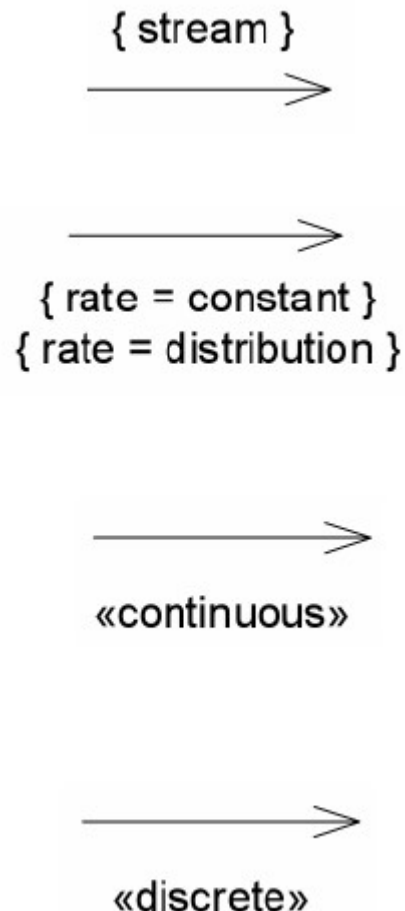 { stream }
{ rate = constant }
{ rate = distribution }
«continuous»
«discrete»